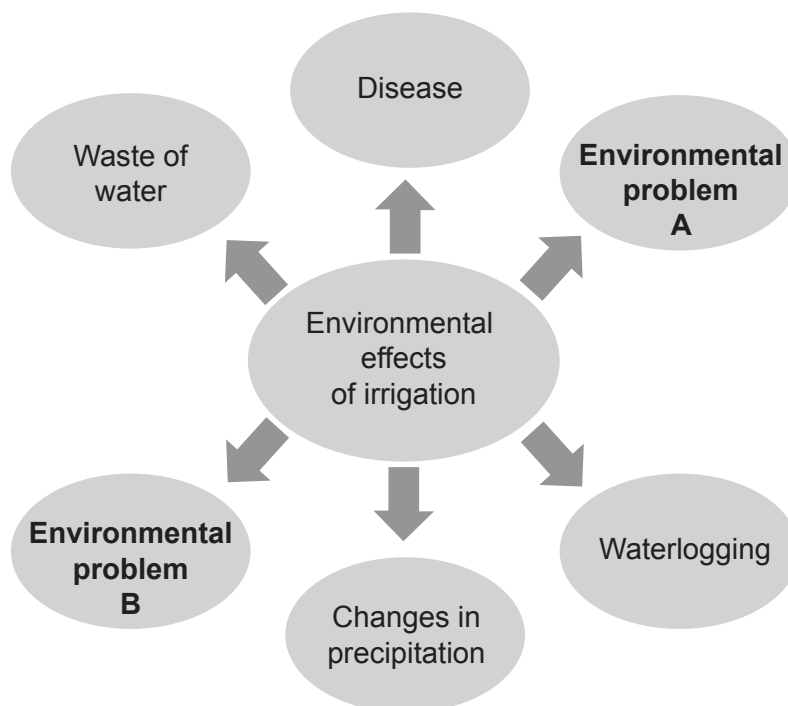 Disease
Waste of
water
Environmental
problem
A
Environmental
effects
of irrigation
Environmental
problem
B
Waterlogging
Changes in
precipitation